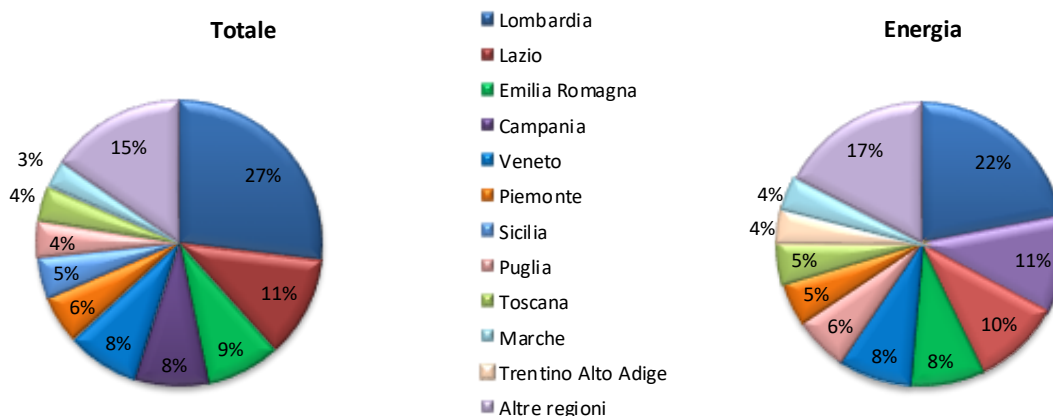 Totale
15%
27%
3%
4%
4%
5%
6%
8%
8%
9%
11%
Lombardia
Lazio
Emilia Romagna
Campania
Veneto
Piemonte
Sicilia
Puglia
Toscana
Marche
Trentino Alto Adige
Altre regioni
Energia
17%
22%
4%
4%
5%
5%
6%
8%
8%
10%
11%